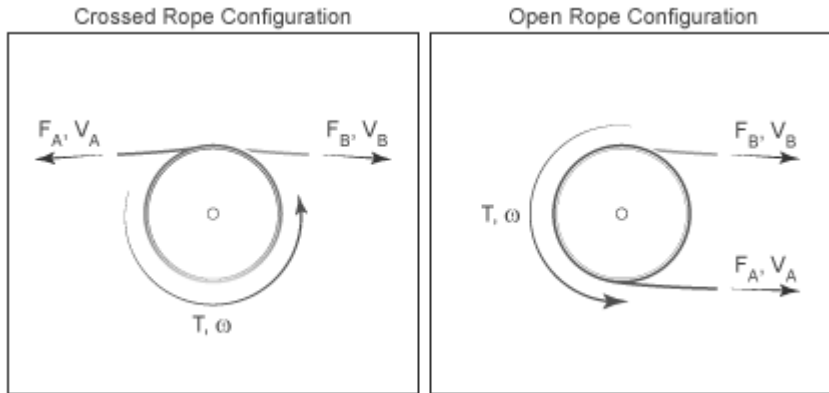 Crossed Rope Configuration
F_A, V_A
F_B, V_B
T, ω
Open Rope Configuration
F_B, V_B
T, ω
F_A, V_A